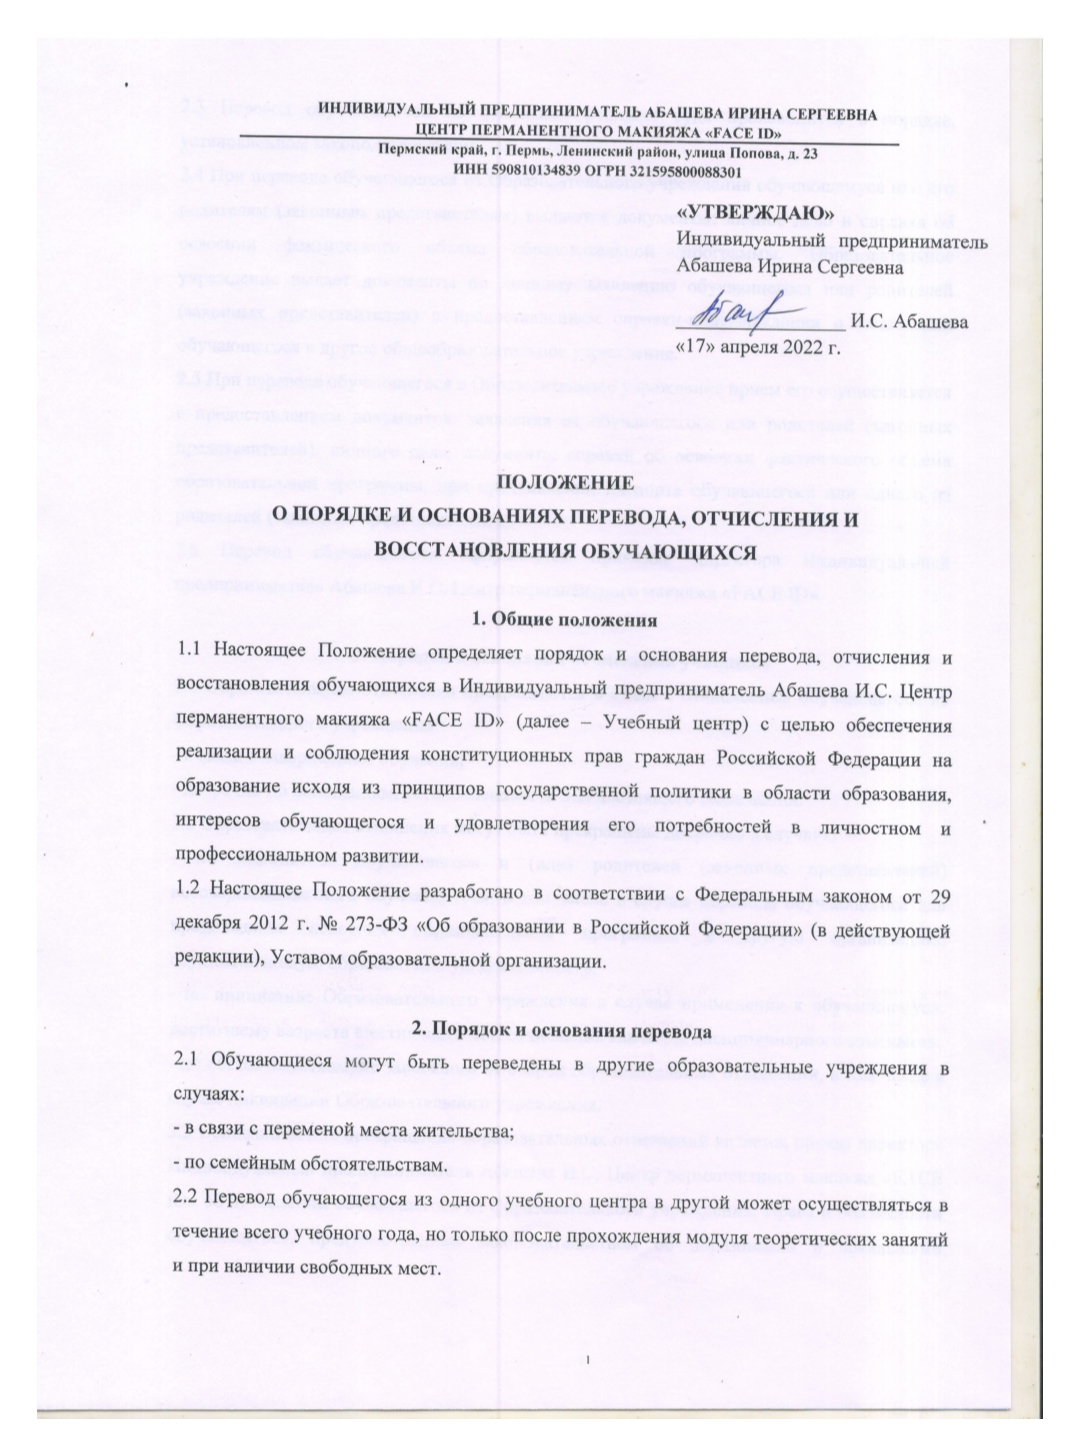 ИНДИВИДУАЛЬНЫЙ ПРЕДПРИНИМАТЕЛЬ АБАШЕВА ИРИНА СЕРГЕЕВНА
ЦЕНТР ПЕРМАНЕНТНОГО МАКИЯЖА «FACE ID»
Пермский край, г. Пермь, Ленинский район, улица Попова, д. 23
ИНН 590810134839 ОГРН 321595800088301
«УТВЕРЖДАЮ»
Индивидуальный предприниматель
Абашева Ирина Сергеевна
И.С. Абашева
«17» апреля 2022 г.
ПОЛОЖЕНИЕ
О ПОРЯДКЕ И ОСНОВАНИЯХ ПЕРЕВОДА, ОТЧИСЛЕНИЯ И
ВОССТАНОВЛЕНИЯ ОБУЧАЮЩИХСЯ
1. Общие положения
1.1 Настоящее Положение определяет порядок и основания перевода, отчисления и
восстановления обучающихся в Индивидуальный предприниматель Абашева И.С. Центр
перманентного макияжа «FACE ID» (далее – Учебный центр) с целью обеспечения
реализации и соблюдения конституционных прав граждан Российской Федерации на
образование исходя из принципов государственной политики в области образования,
интересов обучающегося и удовлетворения его потребностей в личностном и
профессиональном развитии.
1.2 Настоящее Положение разработано в соответствии с Федеральным законом от 29
декабря 2012 г. № 273-ФЗ «Об образовании в Российской Федерации» (в действующей
редакции), Уставом образовательной организации.
2. Порядок и основания перевода
2.1 Обучающиеся могут быть переведены в другие образовательные учреждения в
случаях:
- в связи с переменой места жительства;
- по семейным обстоятельствам.
2.2 Перевод обучающегося из одного учебного центра в другой может осуществляться в
течение всего учебного года, но только после прохождения модуля теоретических занятий
и при наличии свободных мест.
1